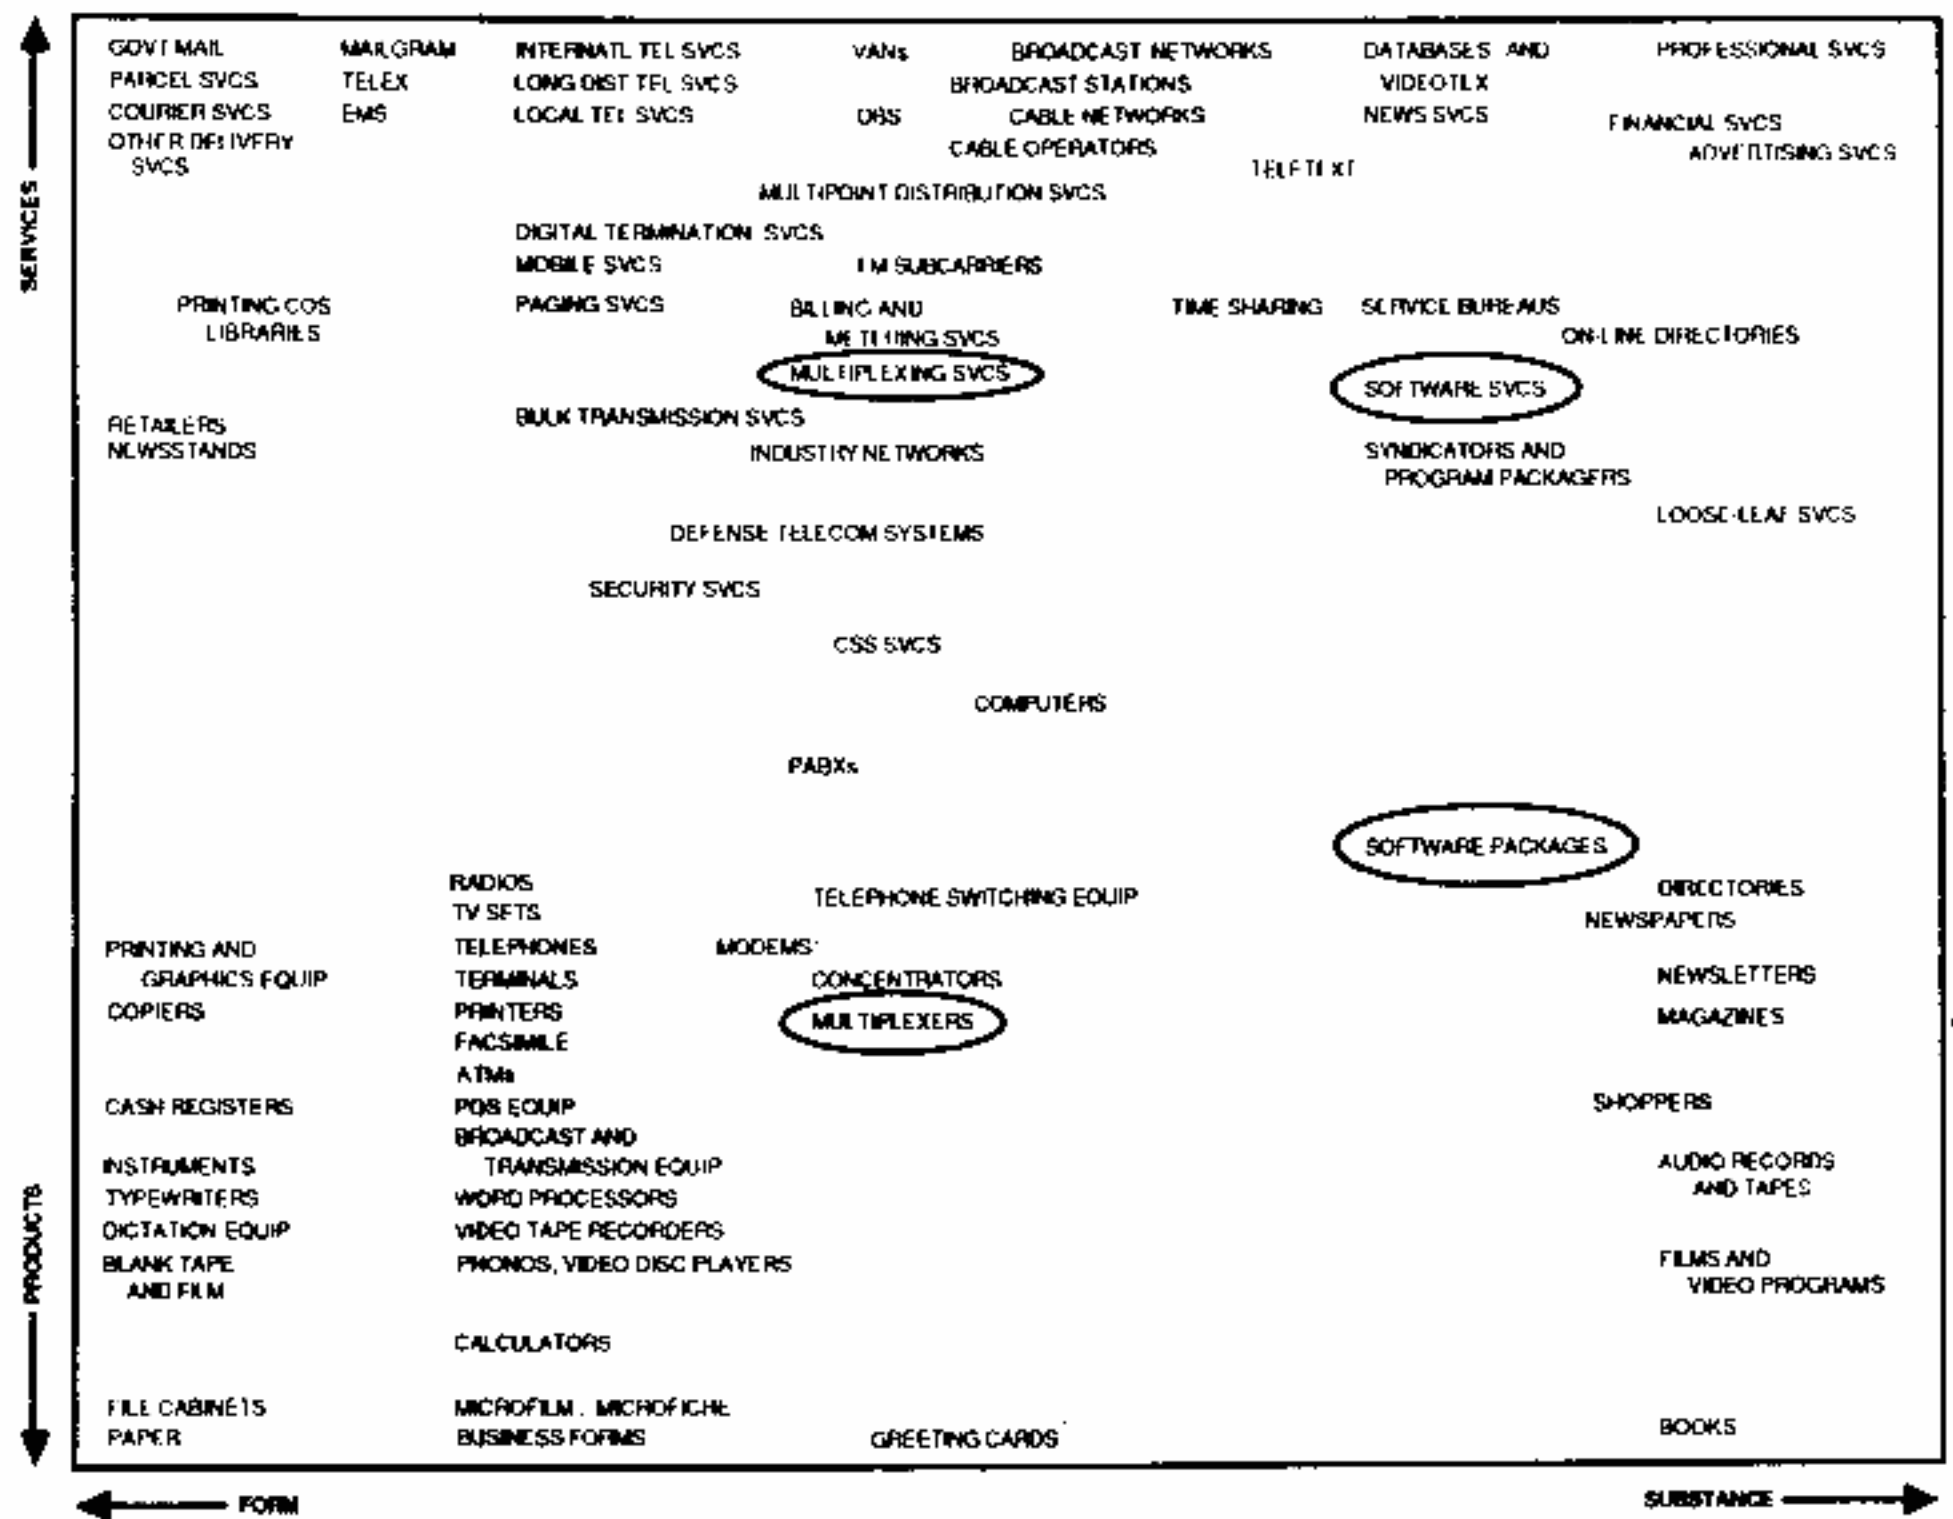 GOVT MAIL MAILGRAM INTERNATL TEL SVCS VANs BROADCAST NETWORKS DATABASES AND PROFESSIONAL SVCS
PARCEL SVCS TELEX LONG DIST TEL SVCS BROADCAST STATIONS VIDEOTEX
COURIER SVCS EMS LOCAL TEL SVCS DBS CABLE NETWORKS NEWS SVCS FINANCIAL SVCS
OTHER DELIVERY CABLE OPERATORS ADVERTISING SVCS
SVCS TELETEXT
MULTIPOINT DISTRIBUTION SVCS
DIGITAL TERMINATION SVCS
SERVICES
MOBILE SVCS FM SUBCARRIERS
PRINTING COS PAGING SVCS BILLING AND TIME SHARING SERVICE BUREAUS
LIBRARIES METERING SVCS ON-LINE DIRECTORIES
MULTIPLEXING SVCS SOFTWARE SVCS
RETAILERS BULK TRANSMISSION SVCS
NEWSSTANDS INDUSTRY NETWORKS SYNDICATORS AND
PROGRAM PACKAGERS
LOOSE-LEAF SVCS
DEFENSE TELECOM SYSTEMS
SECURITY SVCS
CSS SVCS
COMPUTERS
PABXs
SOFTWARE PACKAGES
RADIOS TELEPHONE SWITCHING EQUIP DIRECTORIES
TV SETS NEWSPAPERS
PRINTING AND TELEPHONES MODEMS
GRAPHICS EQUIP TERMINALS CONCENTRATORS NEWSLETTERS
COPIERS PRINTERS MULTIPLEXERS MAGAZINES
FACSIMILE
ATMs
CASH REGISTERS POS EQUIP SHOPPERS
BROADCAST AND
INSTRUMENTS TRANSMISSION EQUIP AUDIO RECORDS
TYPEWRITERS WORD PROCESSORS AND TAPES
PRODUCTS
DICTATION EQUIP VIDEO TAPE RECORDERS
BLANK TAPE PHONOS, VIDEO DISC PLAYERS FILMS AND
AND FILM VIDEO PROGRAMS
CALCULATORS
FILE CABINETS MICROFILM, MICROFICHE
PAPER BUSINESS FORMS GREETING CARDS BOOKS
FORM SUBSTANCE